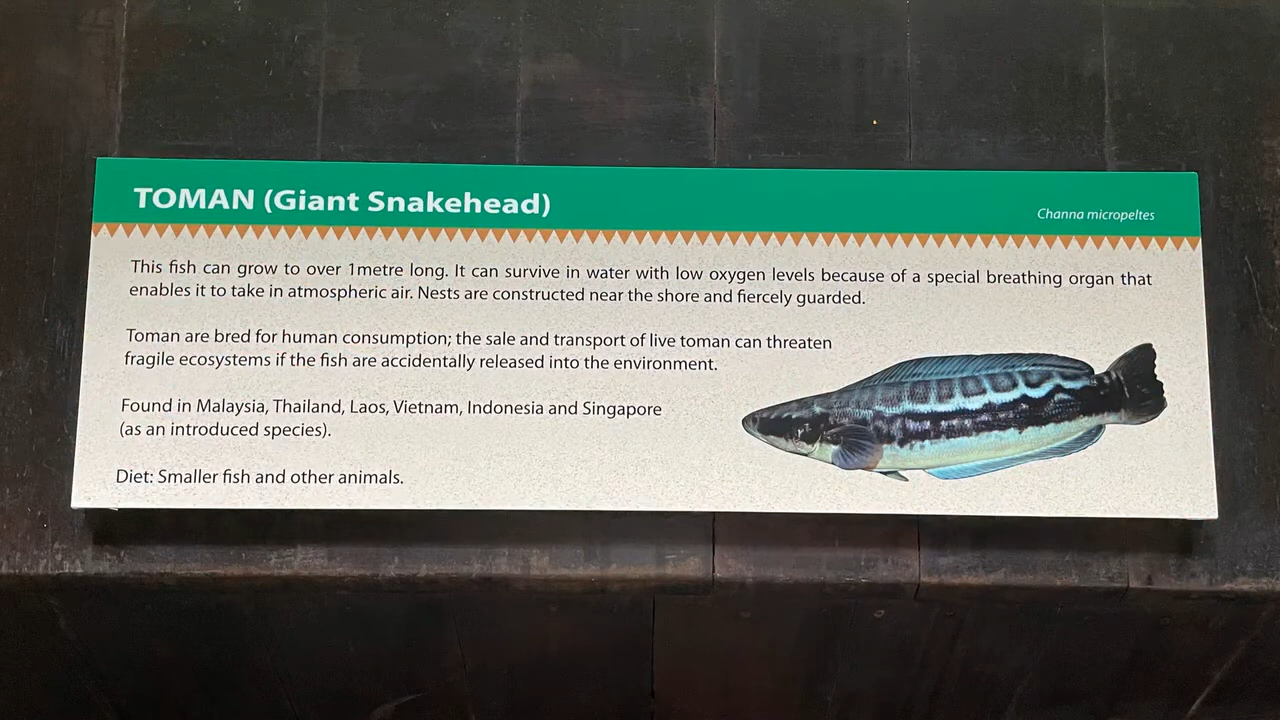 TOMAN (Giant Snakehead)
Channa micropeltes
This fish can grow to over 1metre long. It can survive in water with low oxygen levels because of a special breathing organ that
enables it to take in atmospheric air. Nests are constructed near the shore and fiercely guarded.
Toman are bred for human consumption; the sale and transport of live toman can threaten
fragile ecosystems if the fish are accidentally released into the environment.
Found in Malaysia, Thailand, Laos, Vietnam, Indonesia and Singapore
(as an introduced species).
Diet: Smaller fish and other animals.